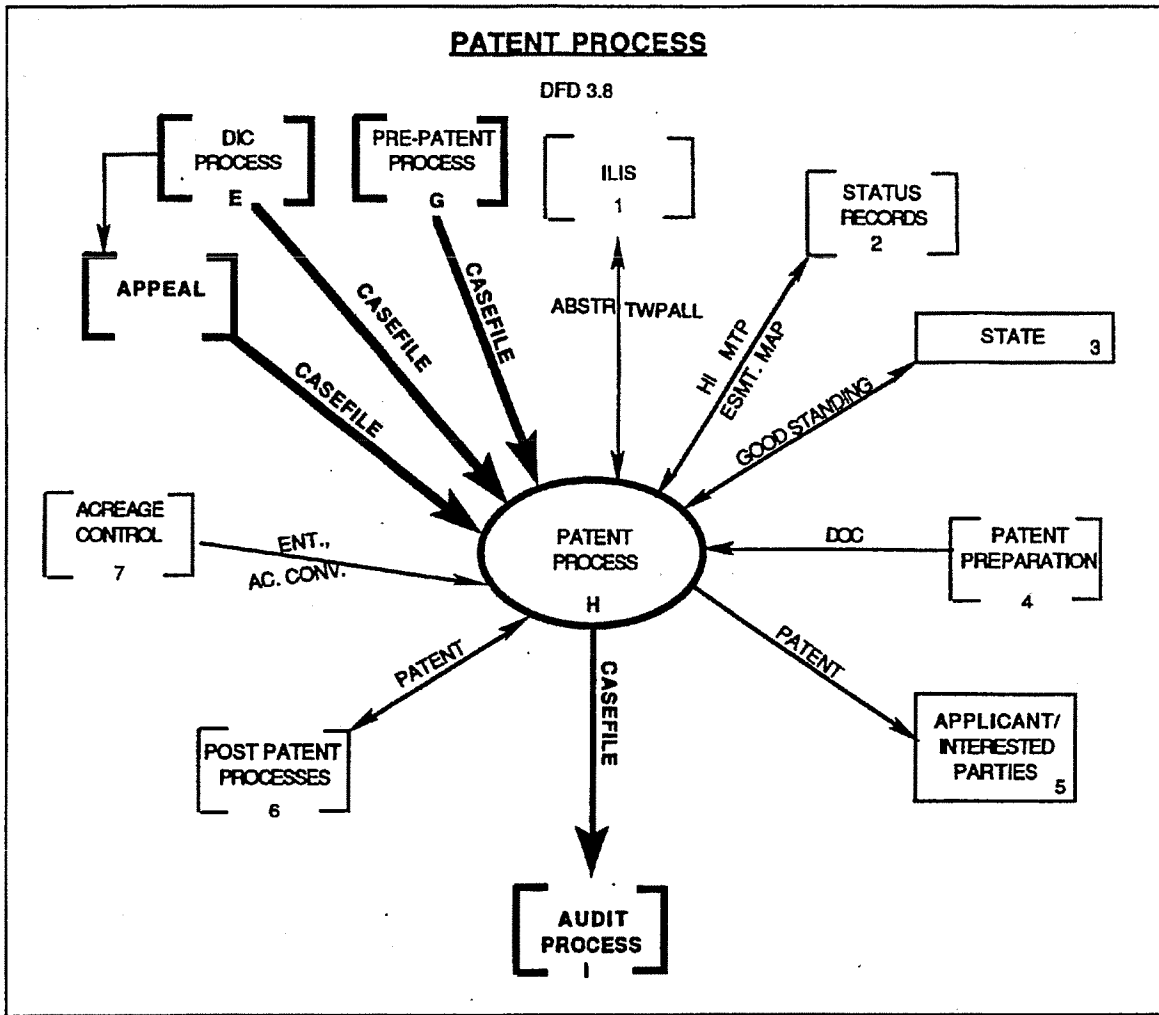 PATENT PROCESS
DFD 3.8
DIC
PROCESS
E
PRE-PATENT
PROCESS
G
ILIS
1
STATUS
RECORDS
2
APPEAL
CASEFILE
CASEFILE
CASEFILE
ABSTR
TWPALL
HI MTP
ESMT. MAP
STATE
3
GOOD STANDING
ACREAGE
CONTROL
7
ENT.,
AC. CONV.
PATENT
PROCESS
H
DOC
PATENT
PREPARATION
4
PATENT
PATENT
CASEFILE
POST PATENT
PROCESSES
6
APPLICANT/
INTERESTED
PARTIES
5
AUDIT
PROCESS
I